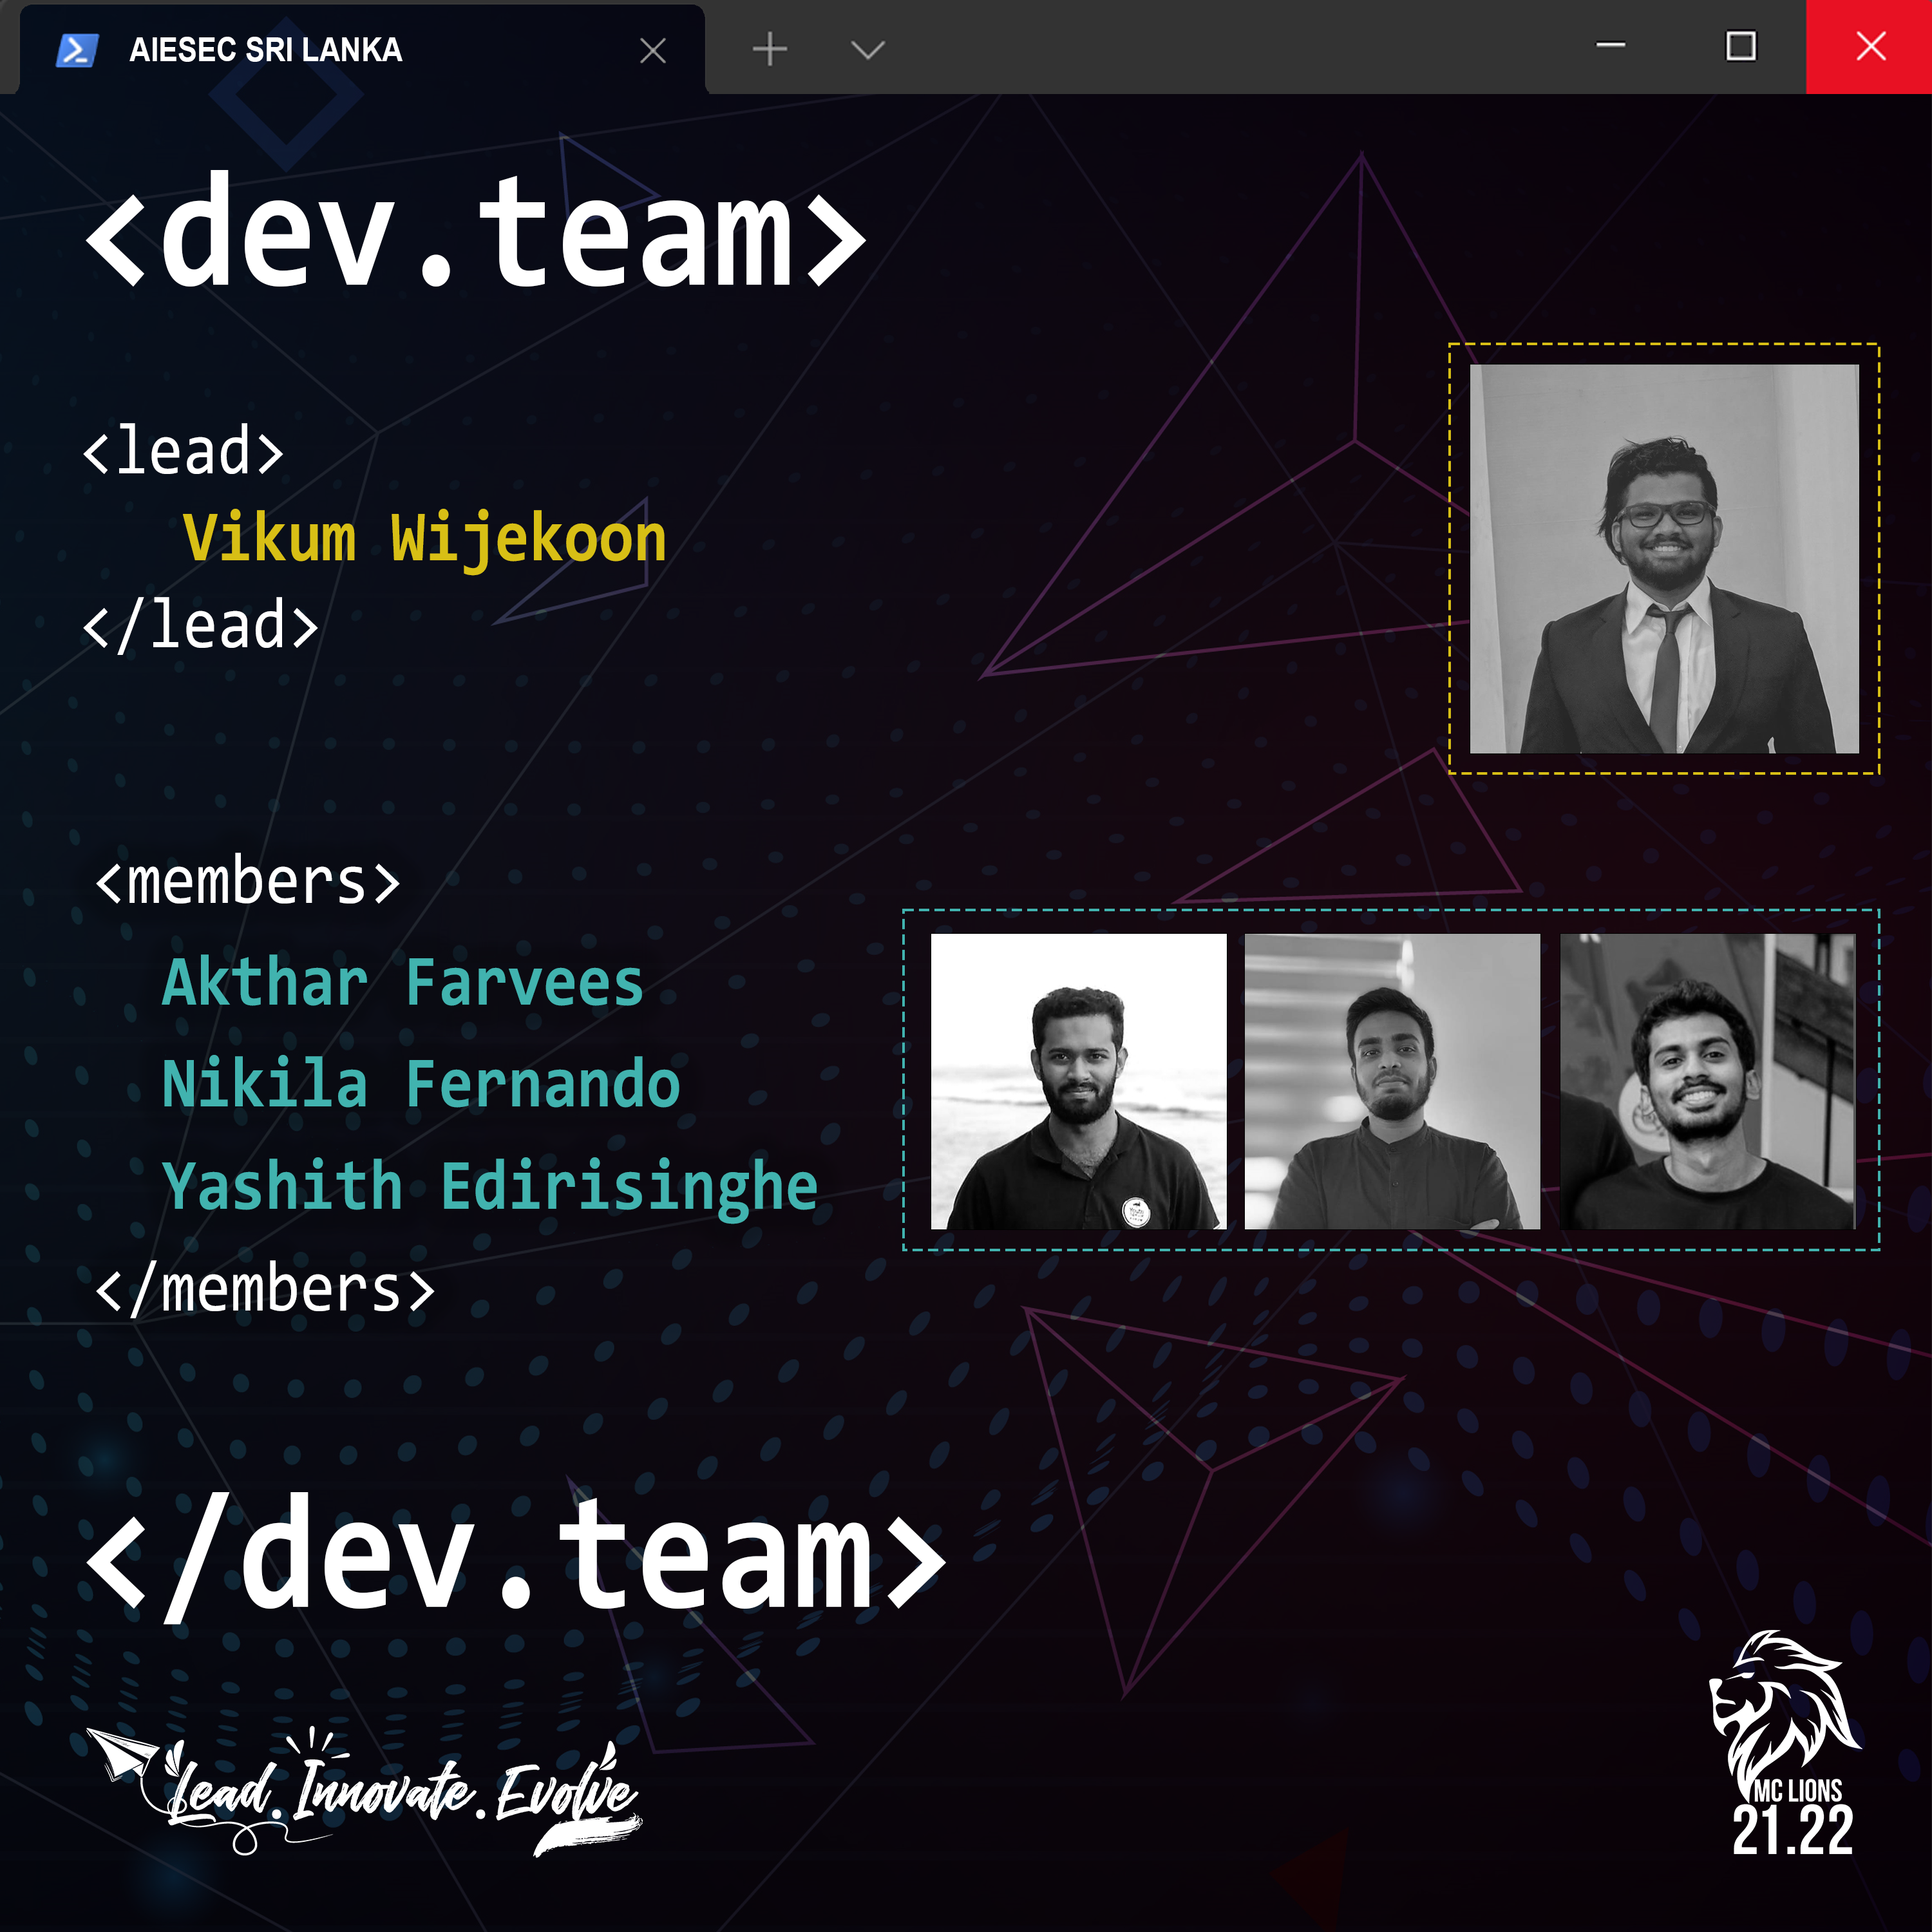 AIESEC SRI LANKA
<dev.team>
<lead>
Vikum Wijekoon
</lead>
<members>
Akthar Farvees
Nikila Fernando
Yashith Edirisinghe
</members>
</dev.team>
Lead.Innovate.Evolve
MC LIONS
21.22